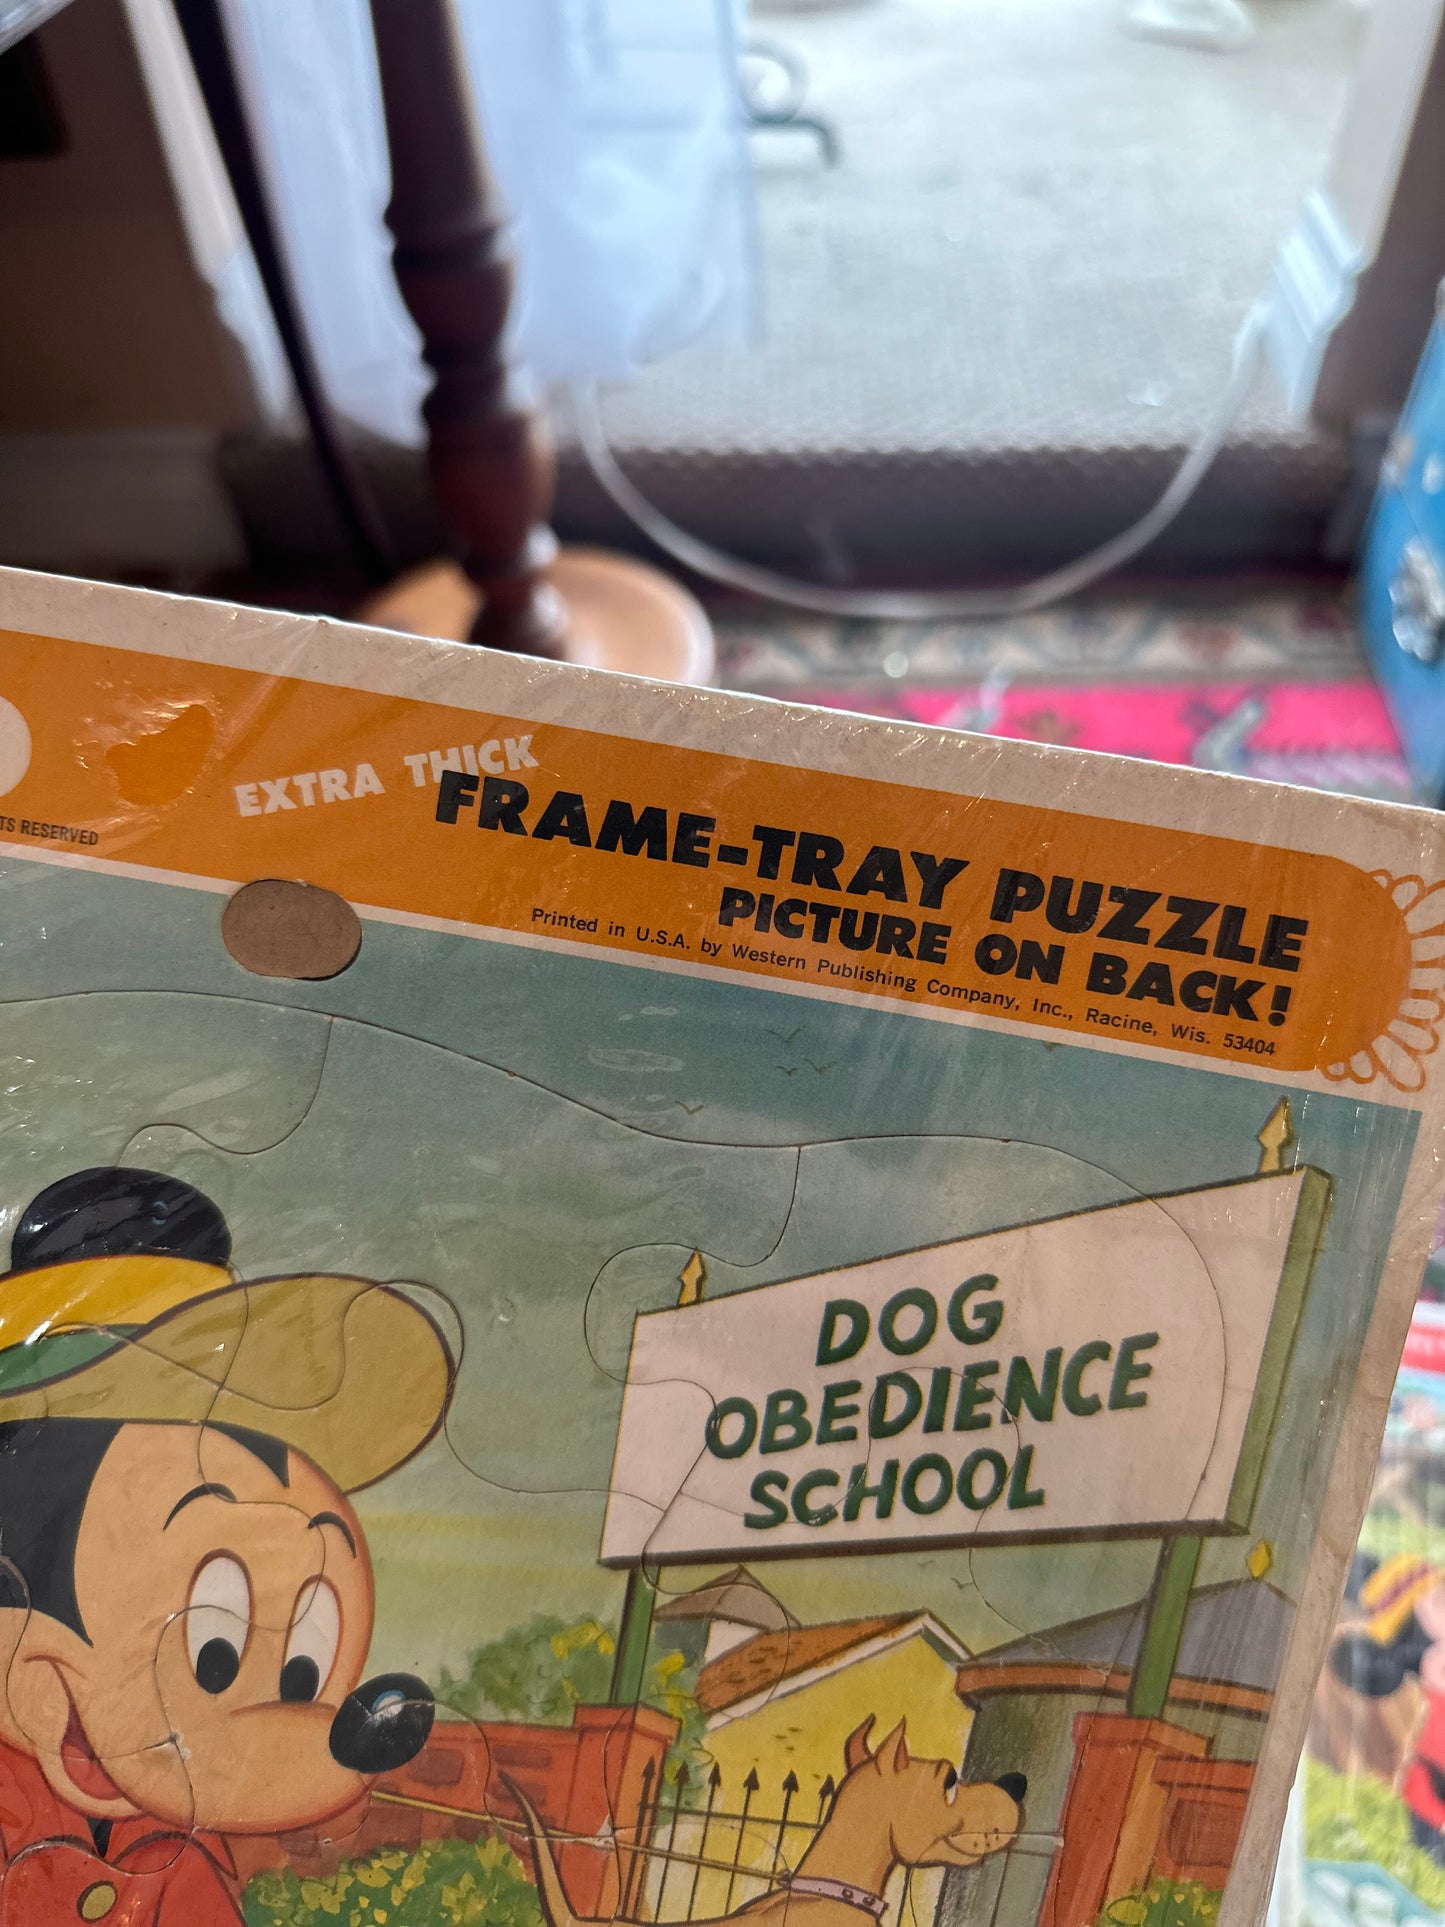 EXTRA THICK
FRAME-TRAY PUZZLE
PICTURE ON BACK!
TS RESERVED
Printed in U.S.A. by Western Publishing Company, Inc., Racine, Wis. 53404
DOG
OBEDIENCE
SCHOOL